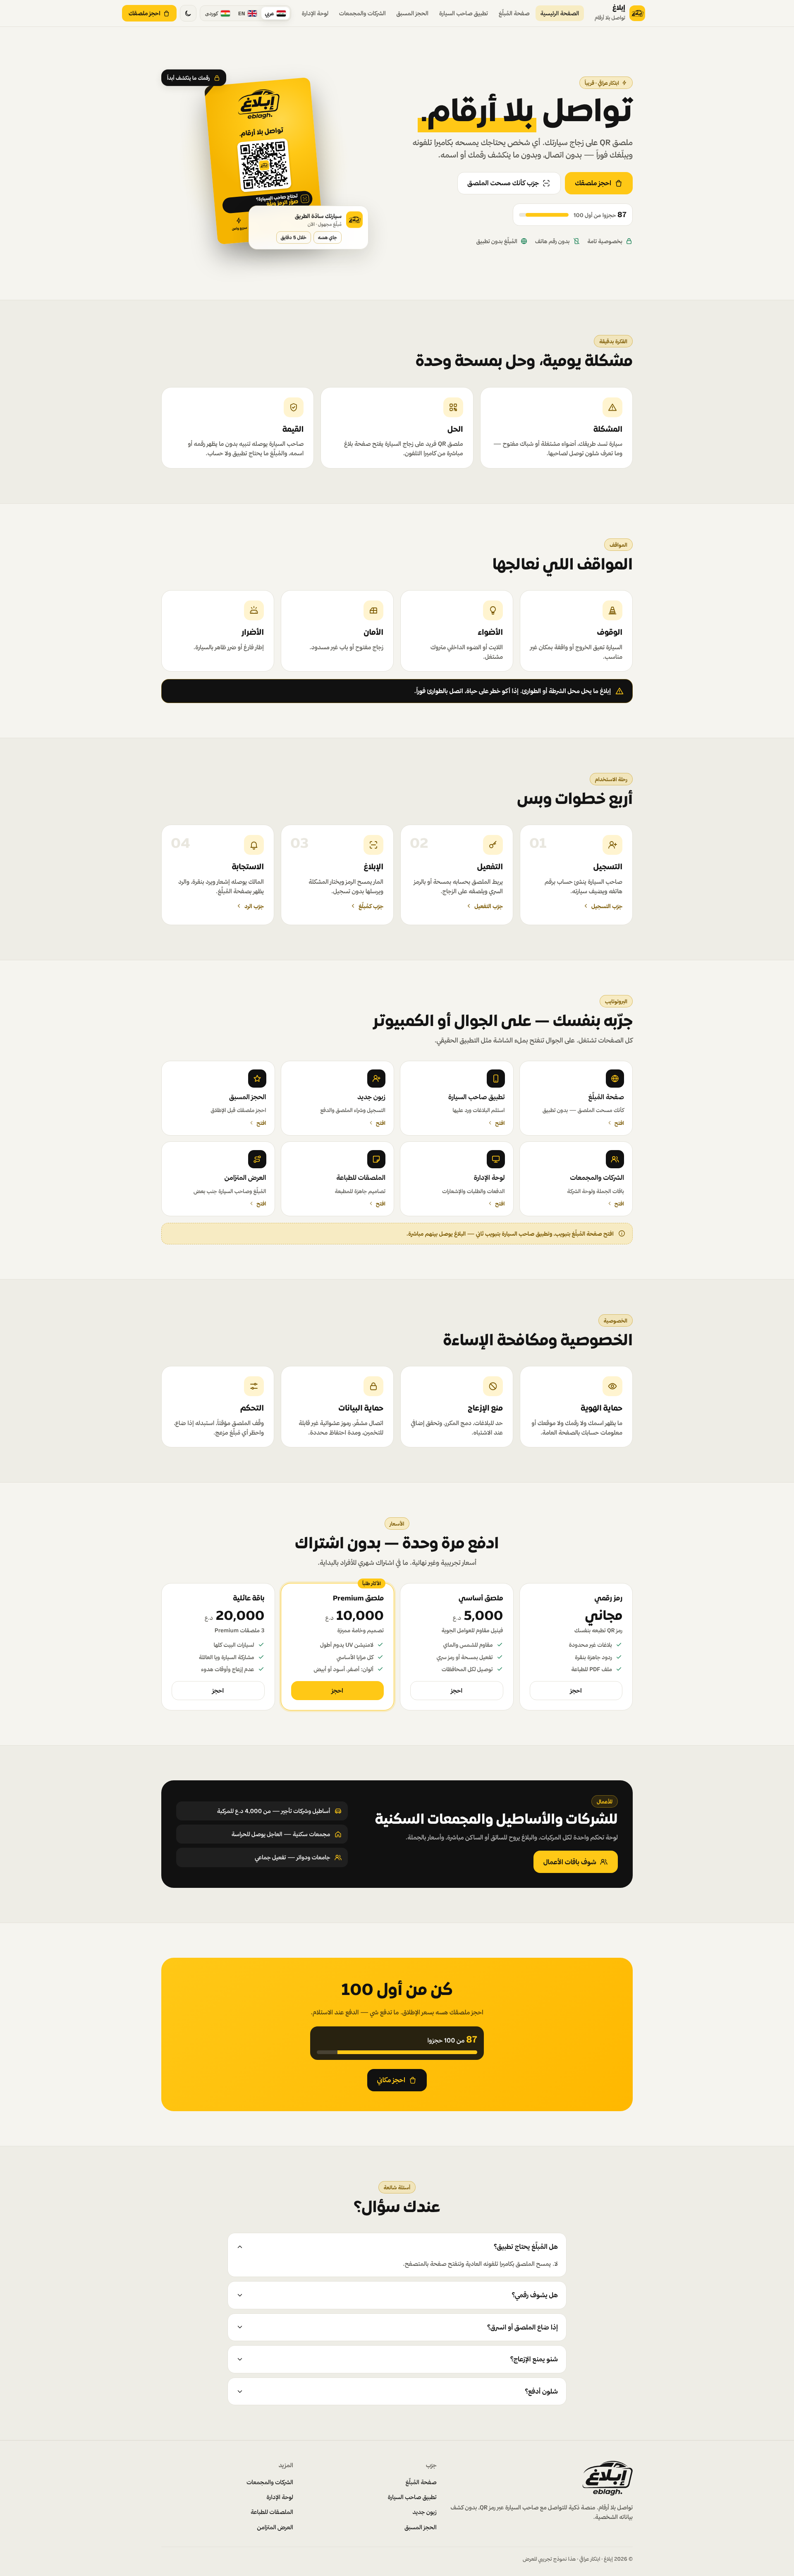 إبلاغ
تواصل بلا أرقام
الصفحة الرئيسية
صفحة المُبلّغ
تطبيق صاحب السيارة
الحجز المسبق
الشركات والمجمعات
لوحة الإدارة
عربي
EN
کوردی
احجز ملصقك
ابتكار عراقي · قريباً
تواصل بلا أرقام.
ملصق QR على زجاج سيارتك. أي شخص يحتاجك يمسحه بكاميرا تلفونه
ويبلّغك فوراً — بدون اتصال، وبدون ما ينكشف رقمك أو اسمه.
احجز ملصقك
جرّب كأنك مسحت الملصق
87 حجزوا من أول 100
بخصوصية تامة
بدون رقم هاتف
المُبلّغ بدون تطبيق
رقمك ما ينكشف أبداً
إبلاغ
eblagh.
تواصل بلا أرقام.
تحتاج صاحب السيارة؟
صوّر الرمز وبلّغه
سيارتك سادّة الطريق
مُبلّغ مجهول · الآن
جاي هسه
خلال 5 دقايق
الفكرة بدقيقة
مشكلة يومية، وحل بمسحة وحدة
المشكلة
سيارة تسد طريقك، أضواء مشتعلة أو شباك مفتوح —
وما تعرف شلون توصل لصاحبها.
الحل
ملصق QR فريد على زجاج السيارة يفتح صفحة بلاغ
مباشرة من كاميرا التلفون.
القيمة
صاحب السيارة يوصله تنبيه بدون ما يظهر رقمه أو
اسمه، والمُبلّغ ما يحتاج تطبيق ولا حساب.
المواقف
المواقف اللي نعالجها
الوقوف
السيارة تعيق الخروج أو واقفة بمكان غير
مناسب.
الأضواء
اللايت أو الضوء الداخلي متروك
مشتعل.
الأمان
زجاج مفتوح أو باب غير مسدود.
الأضرار
إطار فارغ أو ضرر ظاهر بالسيارة.
إبلاغ ما يحل محل الشرطة أو الطوارئ. إذا أكو خطر على حياة، اتصل بالطوارئ فوراً.
رحلة الاستخدام
أربع خطوات وبس
01
التسجيل
صاحب السيارة ينشئ حساب برقم
هاتفه ويضيف سيارته.
جرّب التسجيل
02
التفعيل
يربط الملصق بحسابه بمسحة أو بالرمز
السري ويلصقه على الزجاج.
جرّب التفعيل
03
الإبلاغ
المار يمسح الرمز ويختار المشكلة
ويرسلها بدون تسجيل.
جرّب كمُبلّغ
04
الاستجابة
المالك يوصله إشعار ويرد بنقرة، والرد
يظهر بصفحة المُبلّغ.
جرّب الرد
البروتوتايب
جرّبه بنفسك — على الجوال أو الكمبيوتر
كل الصفحات تشتغل. على الجوال تنفتح بملء الشاشة مثل التطبيق الحقيقي.
صفحة المُبلّغ
كأنك مسحت الملصق — بدون تطبيق
افتح
تطبيق صاحب السيارة
استلم البلاغات ورد عليها
افتح
زبون جديد
التسجيل وشراء الملصق والدفع
افتح
الحجز المسبق
احجز ملصقك قبل الإطلاق
افتح
الشركات والمجمعات
باقات الجملة ولوحة الشركة
افتح
لوحة الإدارة
الدفعات والطلبات والإشعارات
افتح
الملصقات للطباعة
تصاميم جاهزة للمطبعة
افتح
العرض المتزامن
المُبلّغ وصاحب السيارة جنب بعض
افتح
افتح صفحة المُبلّغ بتبويب، وتطبيق صاحب السيارة بتبويب ثاني — البلاغ يوصل بينهم مباشرة.
الخصوصية
الخصوصية ومكافحة الإساءة
حماية الهوية
ما يظهر اسمك ولا رقمك ولا موقعك أو
معلومات حسابك بالصفحة العامة.
منع الإزعاج
حد للبلاغات، دمج المكرر، وتحقق إضافي
عند الاشتباه.
حماية البيانات
اتصال مشفّر، رموز عشوائية غير قابلة
للتخمين، ومدة احتفاظ محددة.
التحكم
وقّف الملصق مؤقتاً، استبدله إذا ضاع،
واحظر أي مُبلّغ مزعج.
الأسعار
ادفع مرة وحدة — بدون اشتراك
أسعار تجريبية وغير نهائية. ما في اشتراك شهري للأفراد بالبداية.
رمز رقمي
مجاني
رمز QR تطبعه بنفسك
بلاغات غير محدودة
ردود جاهزة بنقرة
ملف PDF للطباعة
احجز
ملصق أساسي
5,000 د.ع
فينيل مقاوم للعوامل الجوية
مقاوم للشمس والماي
تفعيل بمسحة أو رمز سري
توصيل لكل المحافظات
احجز
الأكثر طلباً
ملصق Premium
10,000 د.ع
تصميم وخامة مميزة
لامنيشن UV يدوم أطول
كل مزايا الأساسي
ألوان: أصفر، أسود أو أبيض
احجز
باقة عائلية
20,000 د.ع
3 ملصقات Premium
لسيارات البيت كلها
مشاركة السيارة ويا العائلة
عدم إزعاج وأوقات هدوء
احجز
للأعمال
للشركات والأساطيل والمجمعات السكنية
لوحة تحكم واحدة لكل المركبات، والبلاغ يروح للسائق أو الساكن مباشرة، وأسعار بالجملة.
شوف باقات الأعمال
أساطيل وشركات تأجير — من 4,000 د.ع للمركبة
مجمعات سكنية — العاجل يوصل للحراسة
جامعات ودوائر — تفعيل جماعي
كن من أول 100
احجز ملصقك هسه بسعر الإطلاق. ما تدفع شي — الدفع عند الاستلام.
87 من 100 حجزوا
احجز مكاني
أسئلة شائعة
عندك سؤال؟
هل المُبلّغ يحتاج تطبيق؟
لا. يمسح الملصق بكاميرا تلفونه العادية وتنفتح صفحة بالمتصفح.
هل يشوف رقمي؟
إذا ضاع الملصق أو انسرق؟
شنو يمنع الإزعاج؟
شلون أدفع؟
إبلاغ
eblagh.
تواصل بلا أرقام. منصة ذكية للتواصل مع صاحب السيارة عبر رمز QR، بدون كشف
بياناته الشخصية.
جرّب
صفحة المُبلّغ
تطبيق صاحب السيارة
زبون جديد
الحجز المسبق
المزيد
الشركات والمجمعات
لوحة الإدارة
الملصقات للطباعة
العرض المتزامن
© 2026 إبلاغ · ابتكار عراقي · هذا نموذج تجريبي للعرض